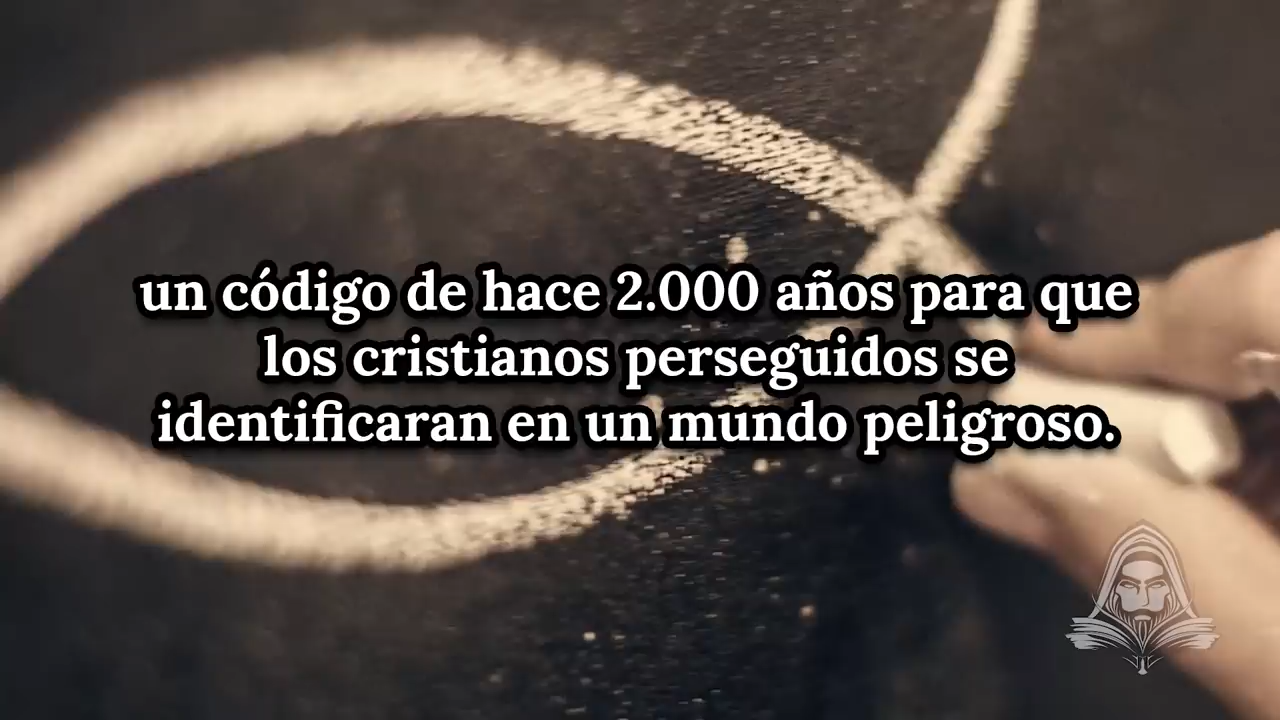 un código de hace 2.000 años para que
los cristianos perseguidos se
identificaran en un mundo peligroso.